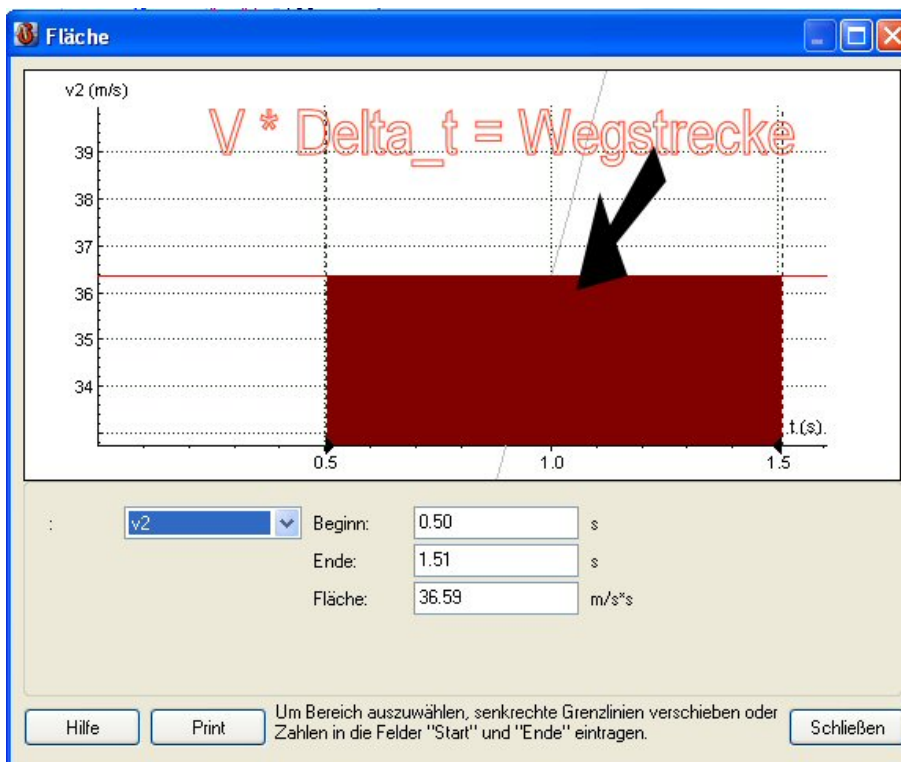 Fläche
v2 (m/s)
V * Delta_t = Wegstrecke
39
38
37
36
35
34
t.(s).
0.5
1.0
1.5
:
v2
Beginn:
0.50
s
Ende:
1.51
s
Fläche:
36.59
m/s*s
Hilfe
Print
Um Bereich auszuwählen, senkrechte Grenzlinien verschieben oder
Zahlen in die Felder "Start" und "Ende" eintragen.
Schließen